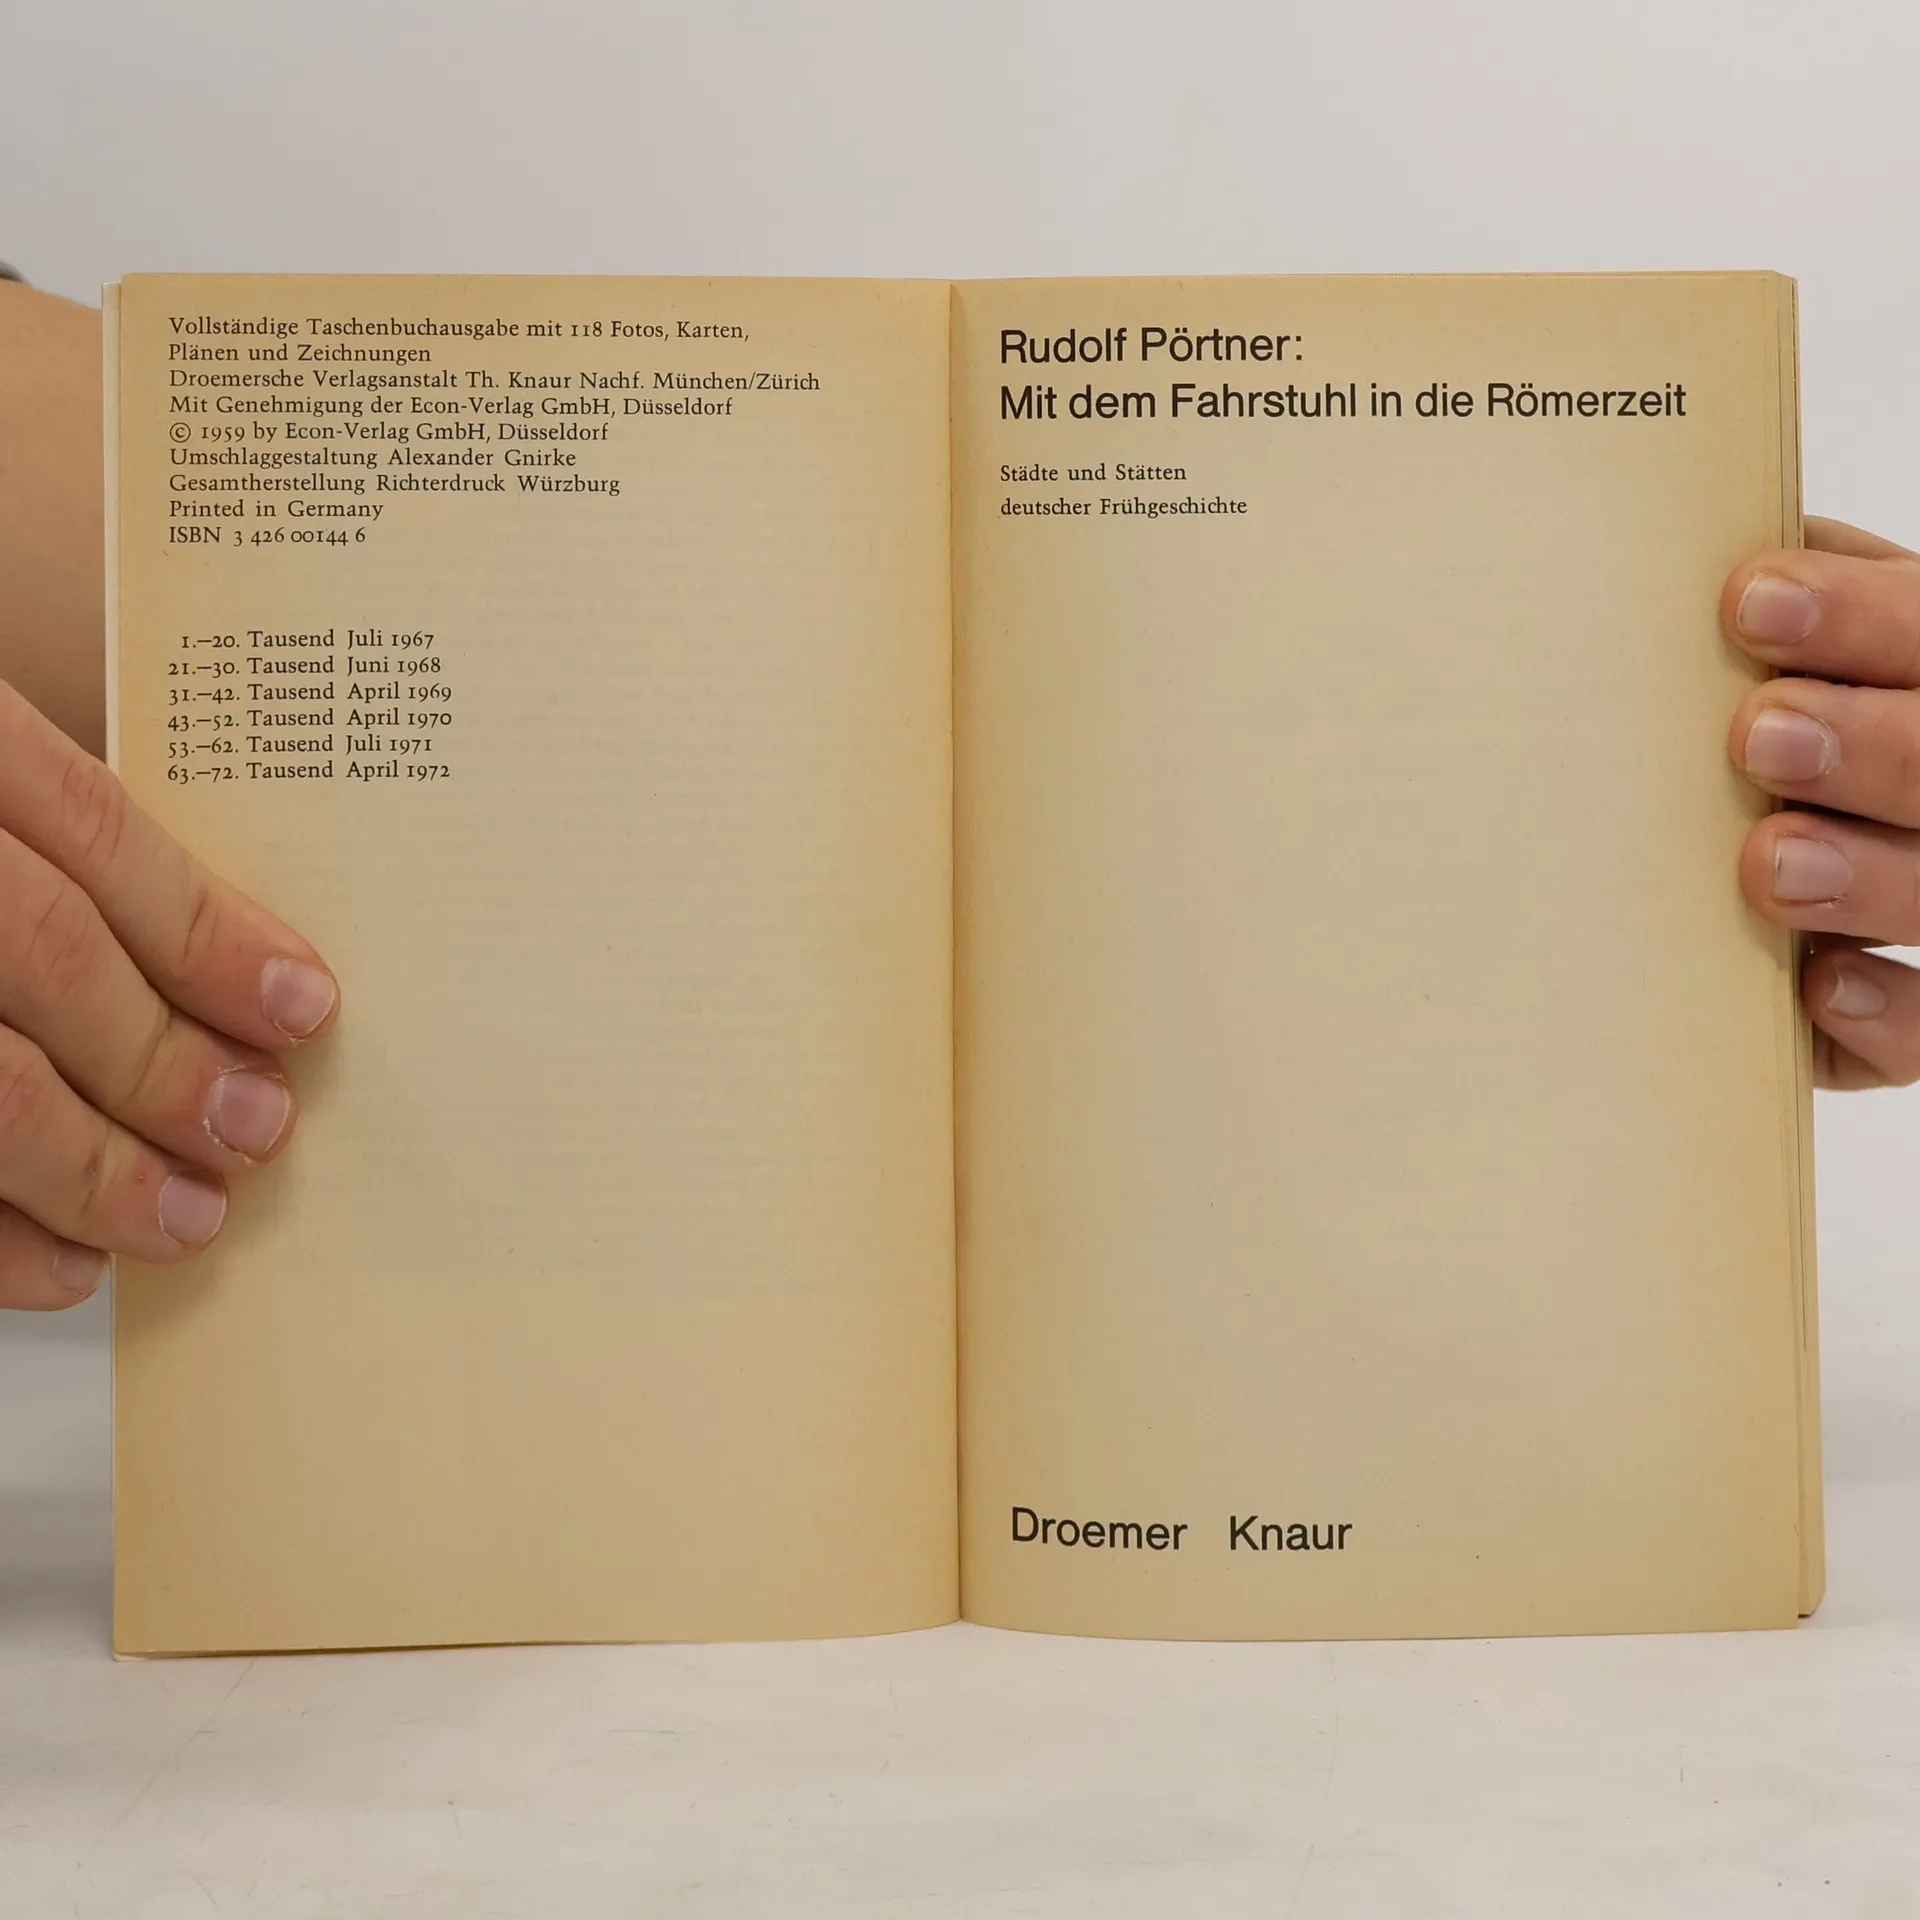 Vollständige Taschenbuchausgabe mit 118 Fotos, Karten,
Plänen und Zeichnungen
Droemersche Verlagsanstalt Th. Knaur Nachf. München/Zürich
Mit Genehmigung der Econ-Verlag GmbH, Düsseldorf
© 1959 by Econ-Verlag GmbH, Düsseldorf
Umschlaggestaltung Alexander Gnirke
Gesamtherstellung Richterdruck Würzburg
Printed in Germany
ISBN 3 426 00144 6
1.–20. Tausend Juli 1967
21.–30. Tausend Juni 1968
31.–42. Tausend April 1969
43.–52. Tausend April 1970
53.–62. Tausend Juli 1971
63.–72. Tausend April 1972
Rudolf Pörtner:
Mit dem Fahrstuhl in die Römerzeit
Städte und Stätten
deutscher Frühgeschichte
Droemer Knaur